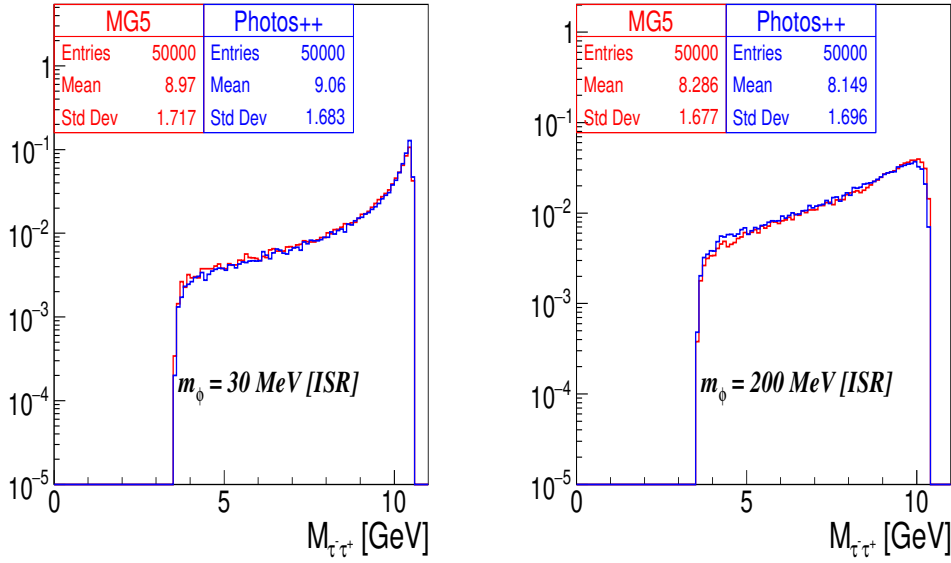 MG5
Entries 50000
Mean 8.97
Std Dev 1.717
Photos++
Entries 50000
Mean 9.06
Std Dev 1.683
1
10⁻¹
10⁻²
10⁻³
10⁻⁴
10⁻⁵
m_ϕ = 30 MeV [ISR]
0 5 10
M_τ⁻τ⁺ [GeV]
MG5
Entries 50000
Mean 8.286
Std Dev 1.677
Photos++
Entries 50000
Mean 8.149
Std Dev 1.696
1
10⁻¹
10⁻²
10⁻³
10⁻⁴
10⁻⁵
m_ϕ = 200 MeV [ISR]
0 5 10
M_τ⁻τ⁺ [GeV]